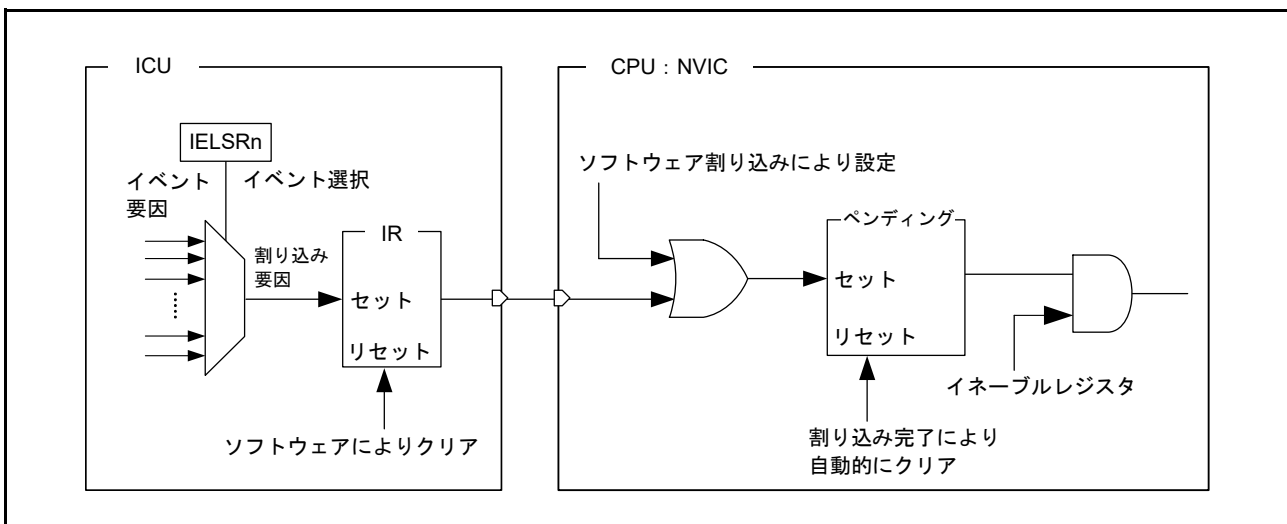 ICU
IELSRn
イベント
要因
イベント選択
割り込み
要因
IR
セット
リセット
ソフトウェアによりクリア
CPU：NVIC
ソフトウェア割り込みにより設定
ペンディング
セット
リセット
割り込み完了により
自動的にクリア
イネーブルレジスタ